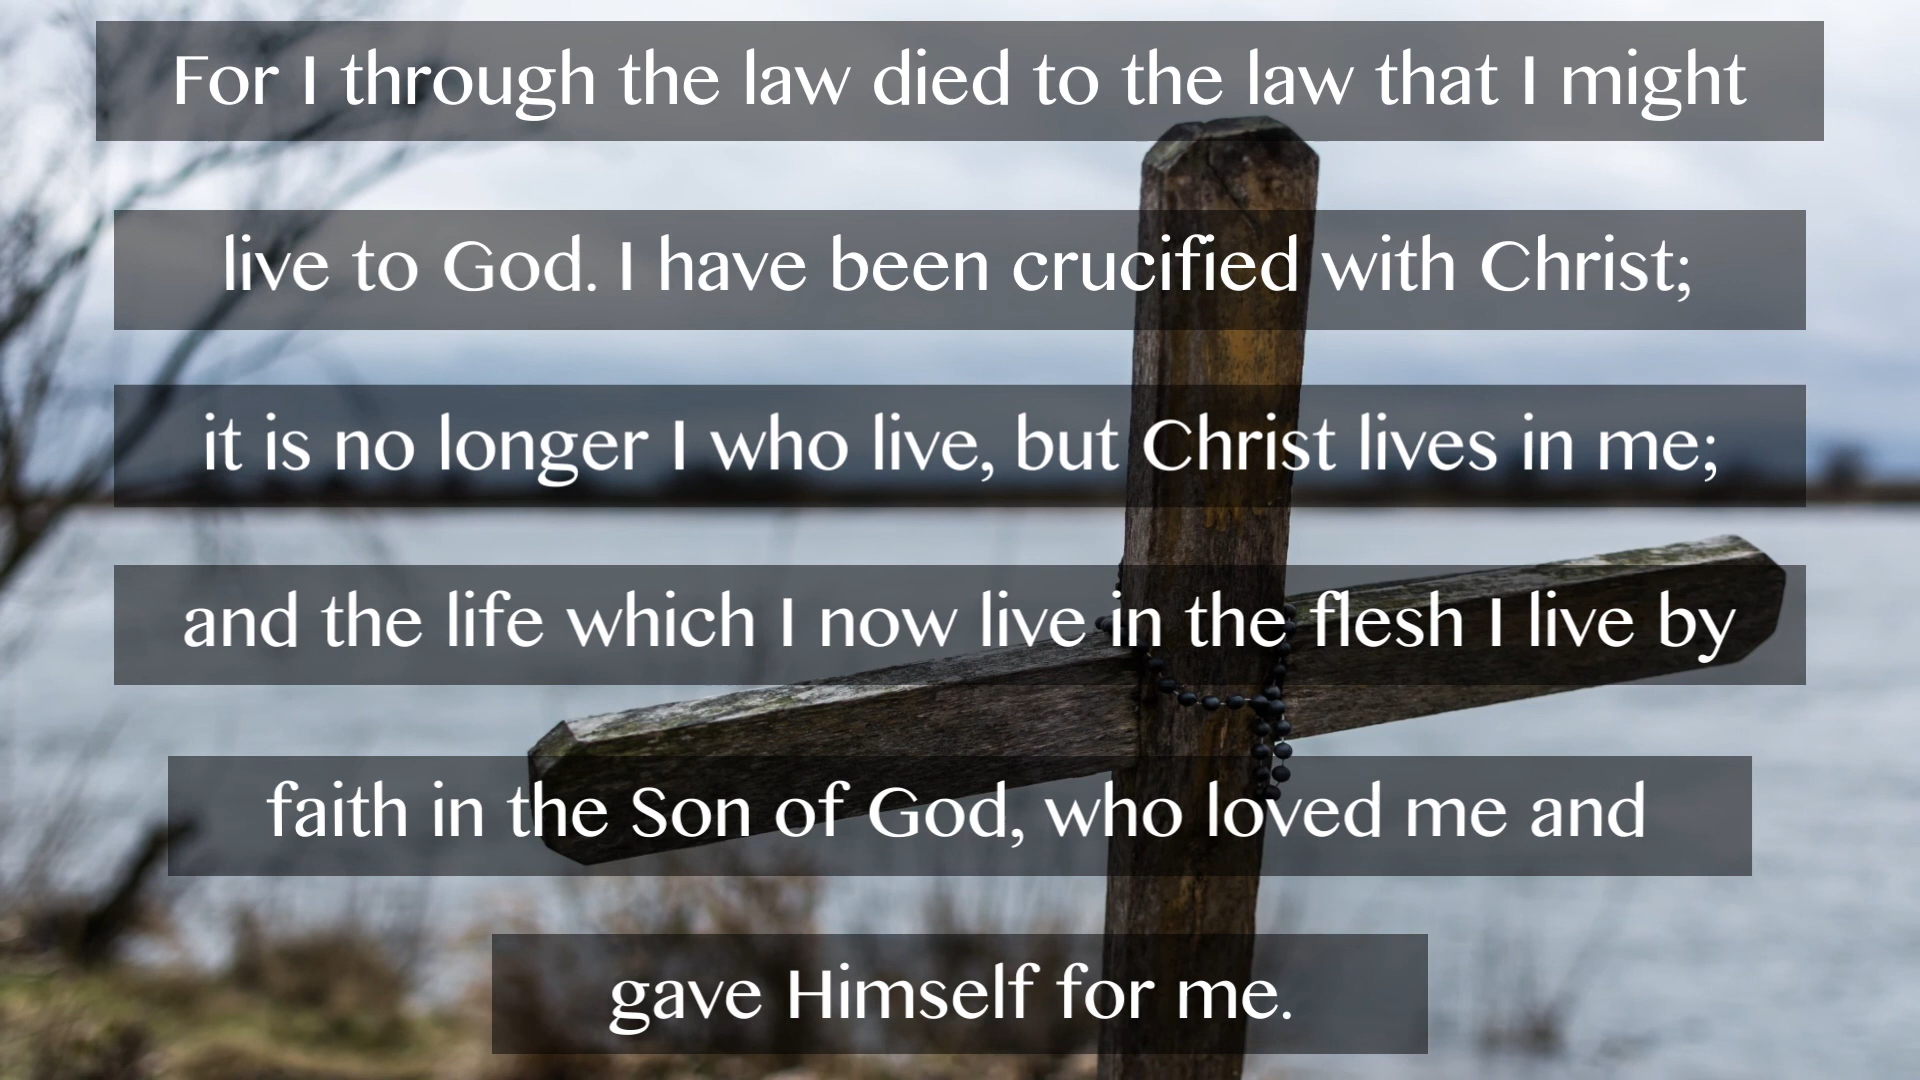 For I through the law died to the law that I might
live to God. I have been crucified with Christ;
it is no longer I who live, but Christ lives in me;
and the life which I now live in the flesh I live by
faith in the Son of God, who loved me and
gave Himself for me.